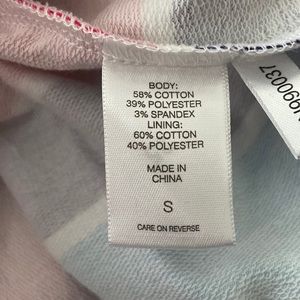 BODY:
58% COTTON
39% POLYESTER
3% SPANDEX
LINING:
60% COTTON
40% POLYESTER
MADE IN
CHINA
S
CARE ON REVERSE